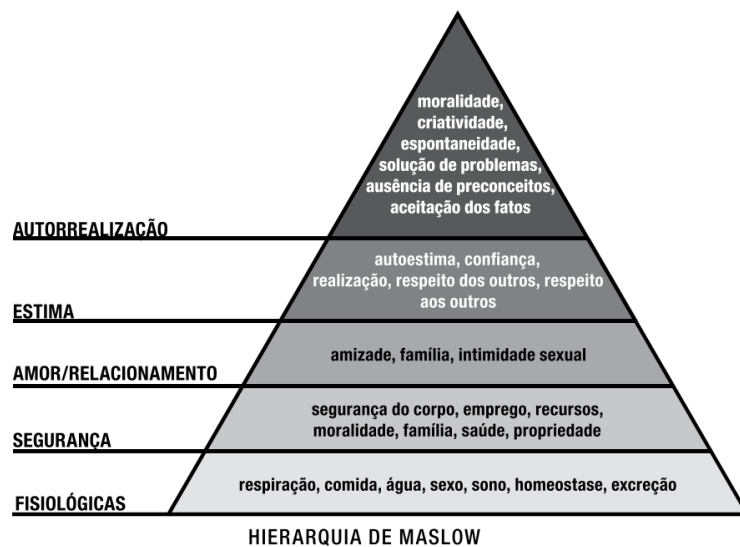 moralidade,
criatividade,
espontaneidade,
solução de problemas,
ausência de preconceitos,
aceitação dos fatos
AUTORREALIZAÇÃO
autoestima, confiança,
realização, respeito dos outros, respeito
aos outros
ESTIMA
amizade, família, intimidade sexual
AMOR/RELACIONAMENTO
segurança do corpo, emprego, recursos,
moralidade, família, saúde, propriedade
SEGURANÇA
respiração, comida, água, sexo, sono, homeostase, excreção
FISIOLÓGICAS
HIERARQUIA DE MASLOW